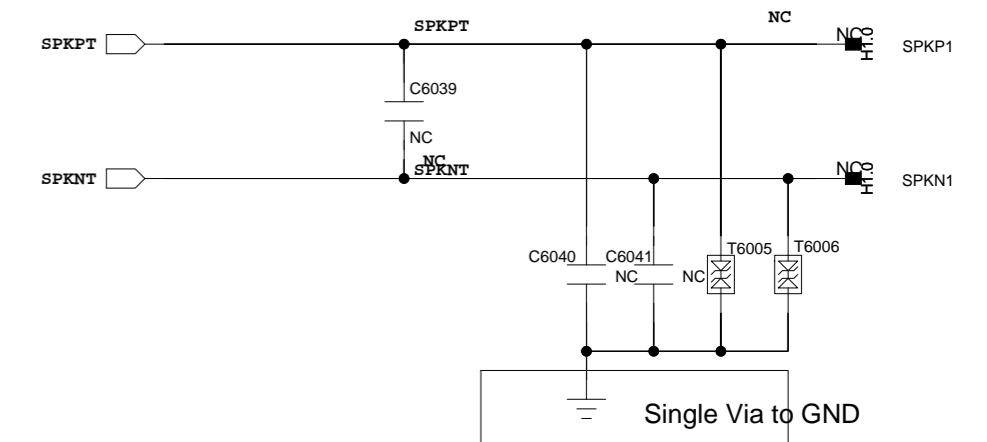 NC
SPKPT
SPKPT
NC
H1.0
SPKP1
C6039
NC
NC
SPKNT
SPKNT
NC
H1.0
SPKN1
C6040
C6041
T6005
T6006
NC
NC
Single Via to GND